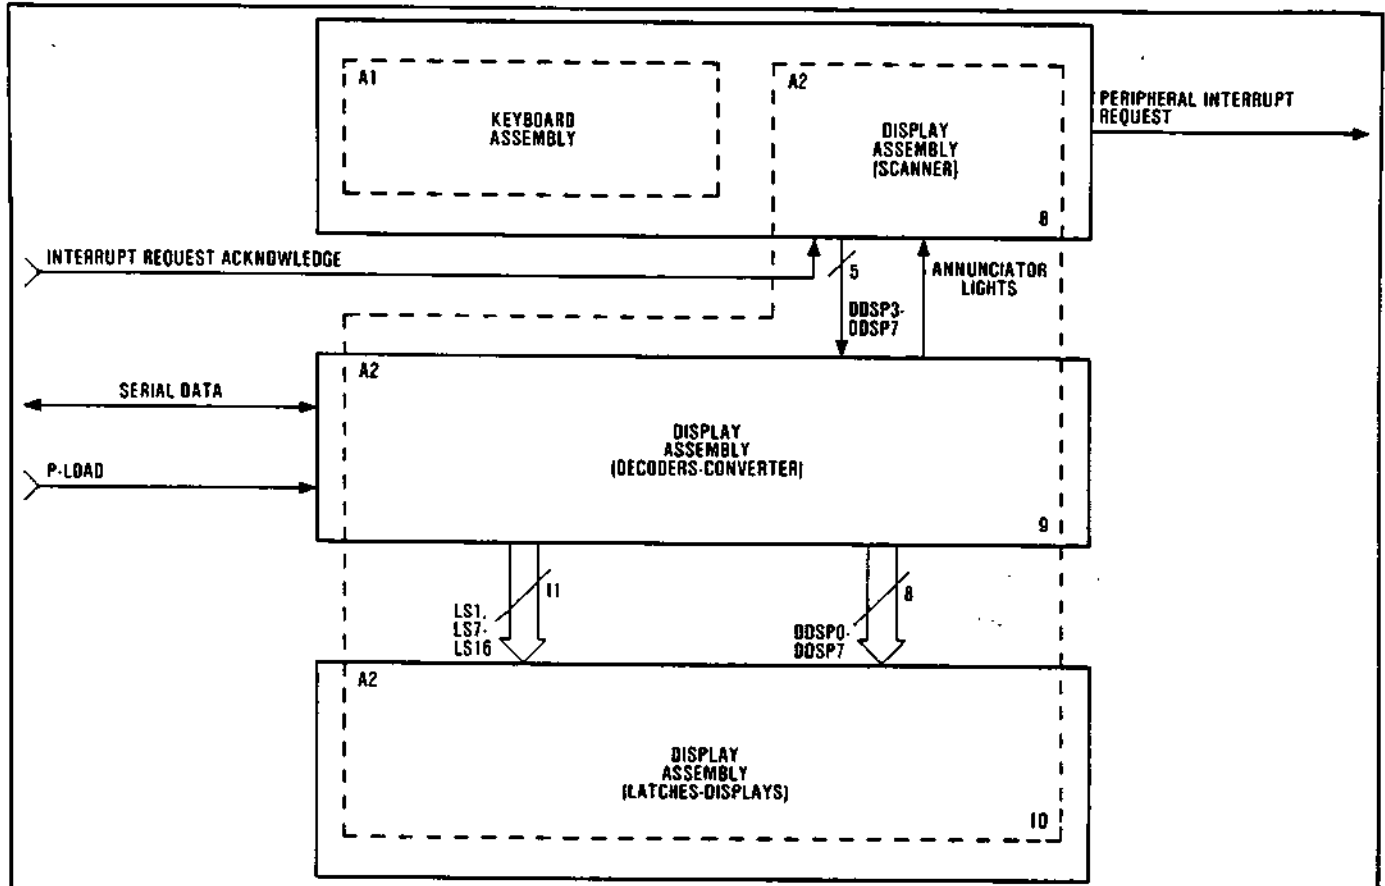 A1
KEYBOARD
ASSEMBLY
A2
DISPLAY
ASSEMBLY
(SCANNER)
8
PERIPHERAL INTERRUPT
REQUEST
INTERRUPT REQUEST ACKNOWLEDGE
5
DDSP3-
DDSP7
ANNUNCIATOR
LIGHTS
A2
SERIAL DATA
DISPLAY
ASSEMBLY
(DECODERS-CONVERTER)
P-LOAD
9
11
LS1,
LS7-
LS16
8
DDSP0-
DDSP7
A2
DISPLAY
ASSEMBLY
(LATCHES-DISPLAYS)
10